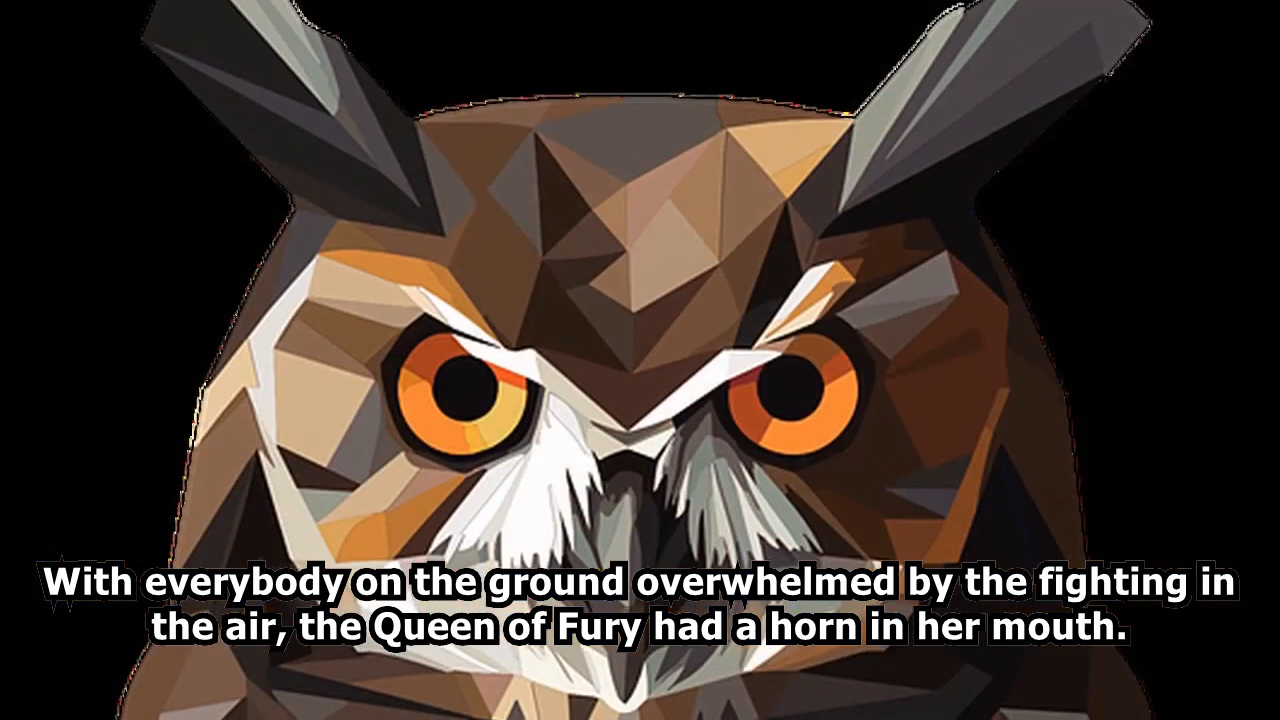 With everybody on the ground overwhelmed by the fighting in
the air, the Queen of Fury had a horn in her mouth.